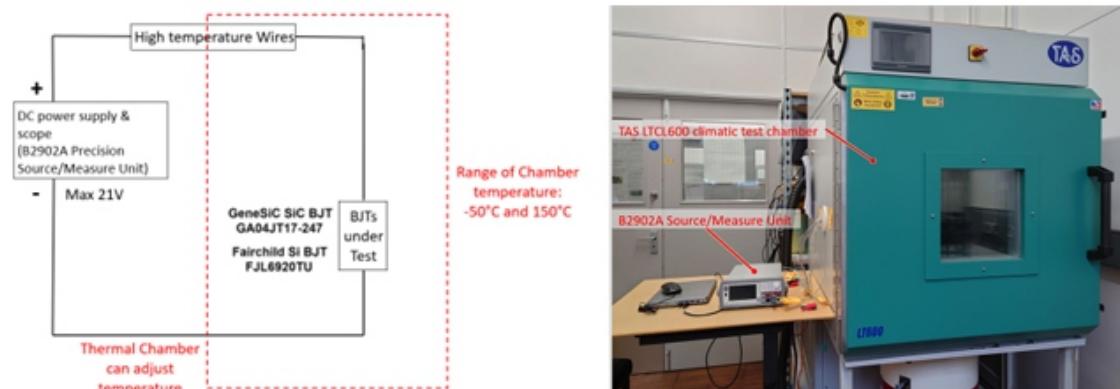 High temperature Wires
+
DC power supply &
scope
(B2902A Precision
Source/Measure Unit)
-
Max 21V
GeneSiC SiC BJT
GA04JT17-247
Fairchild Si BJT
FJL6920TU
BJTs
under
Test
Range of Chamber
temperature:
-50°C and 150°C
Thermal Chamber
can adjust
temperature
TAS
TAS LTCL600 climatic test chamber
B2902A Source/Measure Unit
LT600